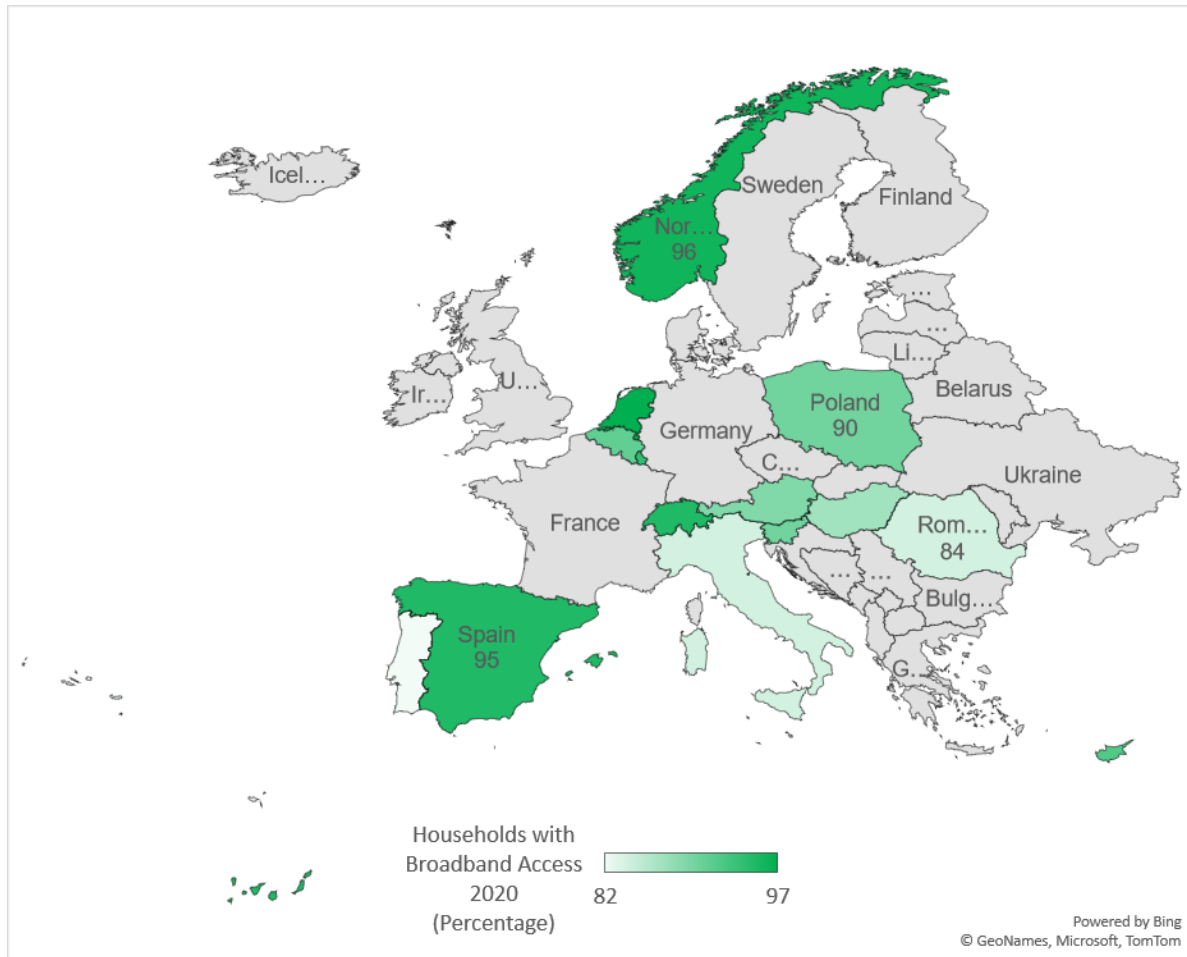 Icel...
Sweden
Finland
Nor...
96
...
...
Li...
Ir...
U...
Belarus
Poland
90
Germany
C...
Ukraine
France
Rom...
84
...
...
Bulg...
Spain
95
G...
Households with
Broadband Access
2020
(Percentage)
82
97
Powered by Bing
© GeoNames, Microsoft, TomTom